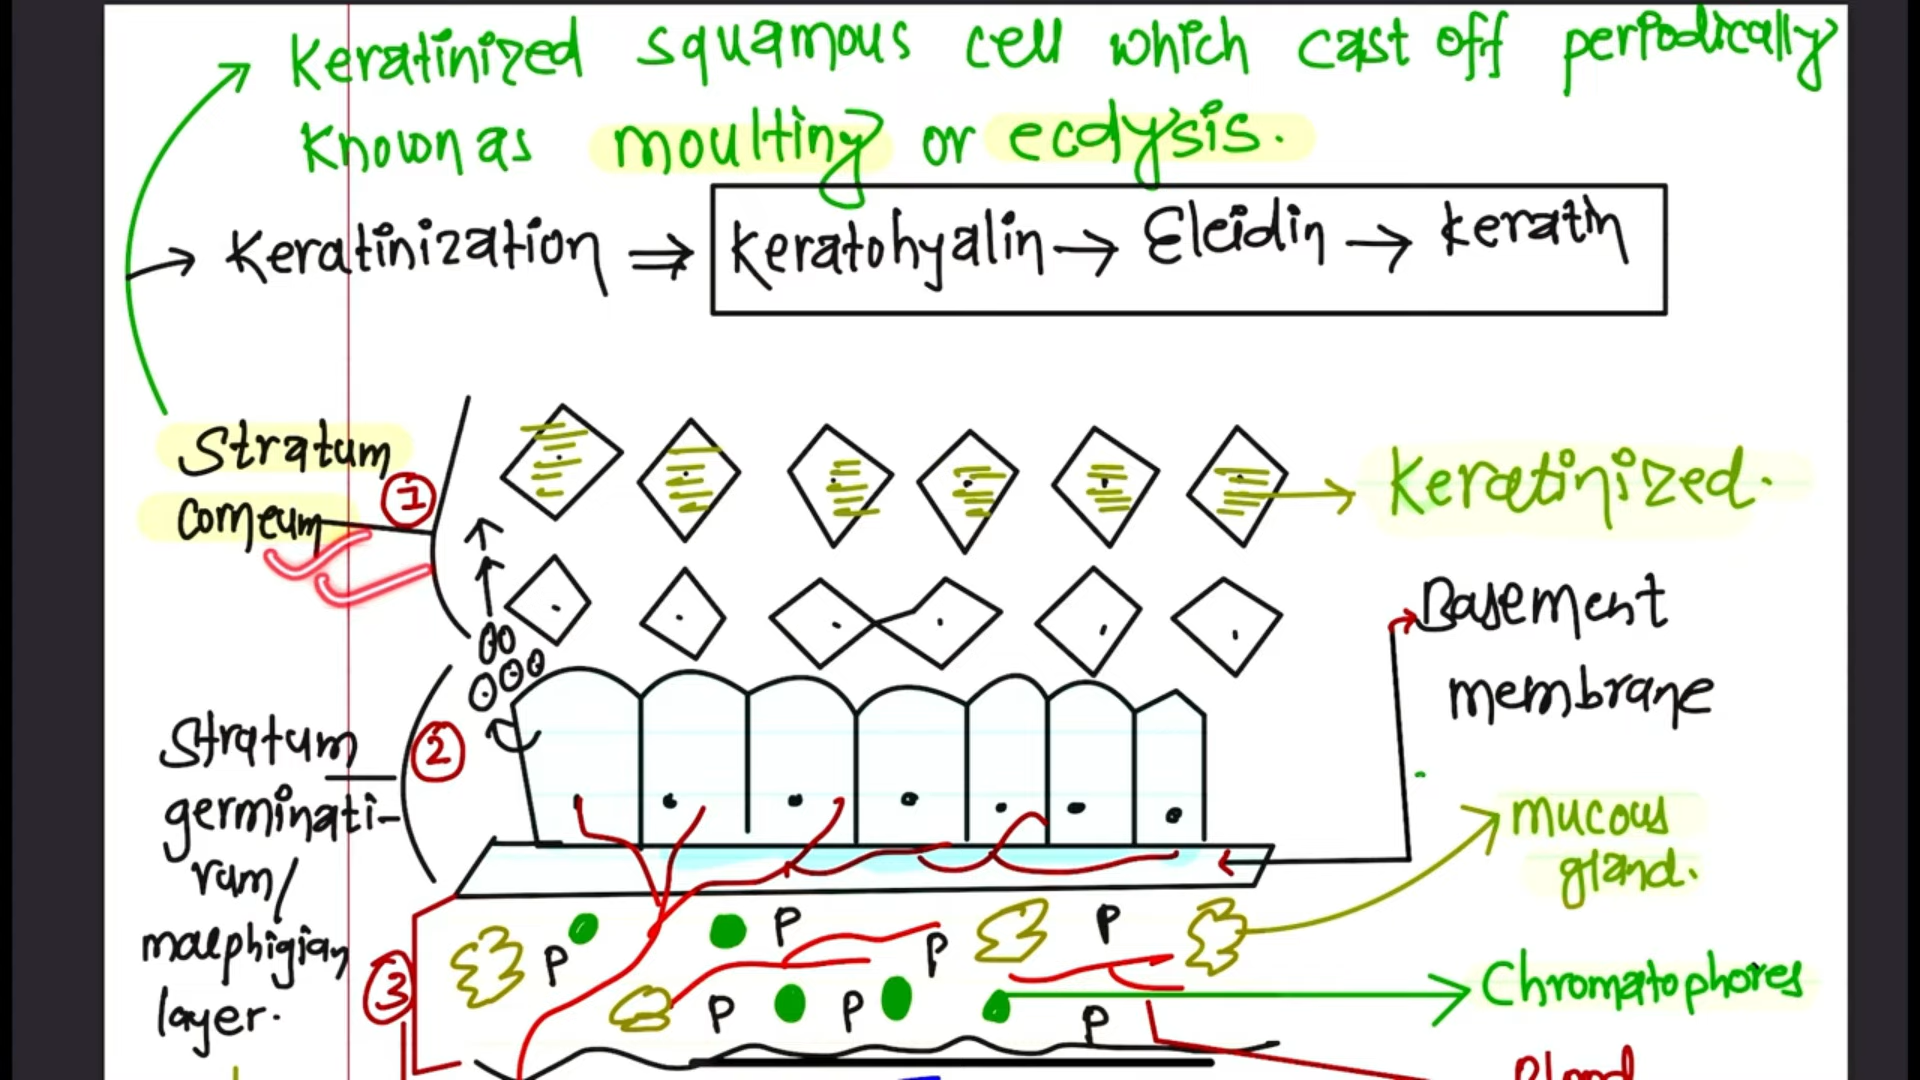 Keratinized squamous cell which cast off periodically
known as moulting or ecdysis.
→ Keratinization ⇒ Keratohyalin → Eleidin → Keratin
Stratum
corneum
1
Keratinized.
Basement
membrane
Stratum
germinati-
vum/
malphigian
layer.
2
mucous
gland.
3
P P P P
P P P
Chromatophores
Blood